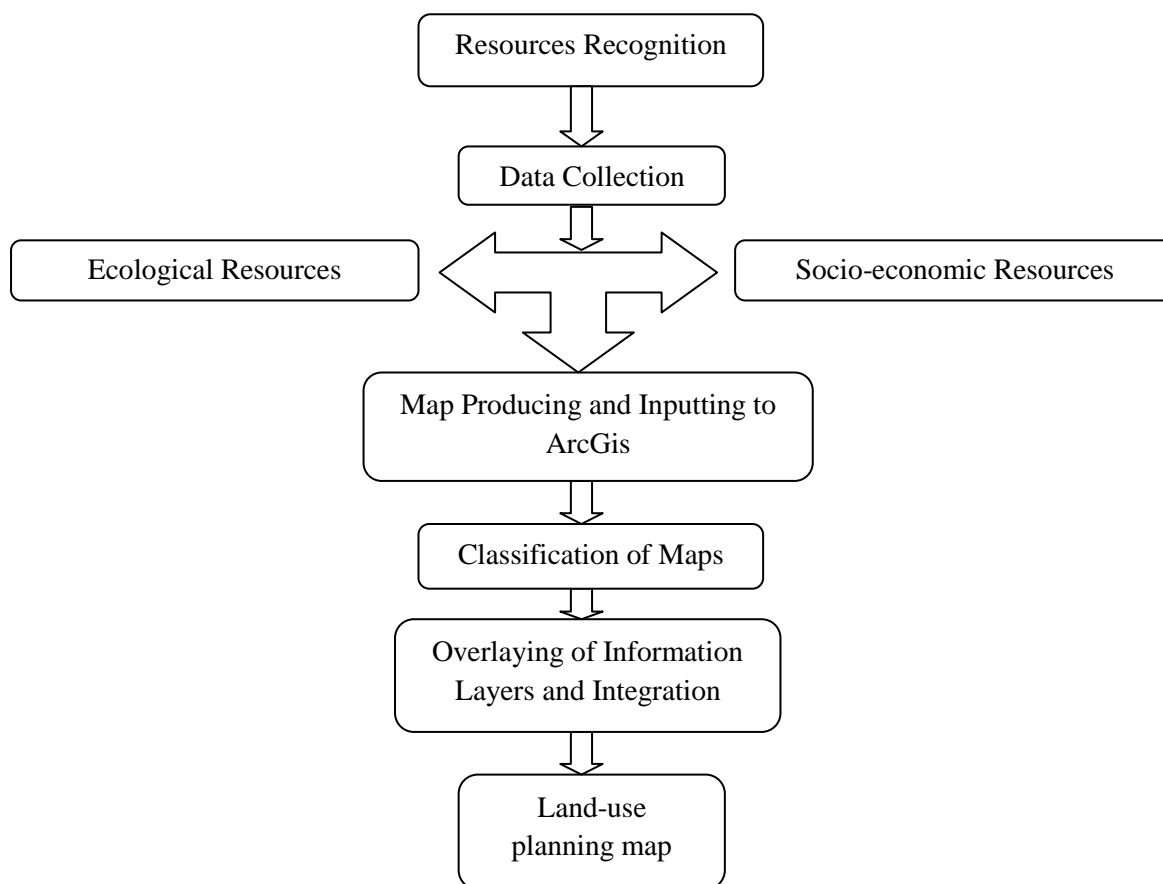 Resources Recognition
Data Collection
Ecological Resources
Socio-economic Resources
Map Producing and Inputting to
ArcGis
Classification of Maps
Overlaying of Information
Layers and Integration
Land-use
planning map